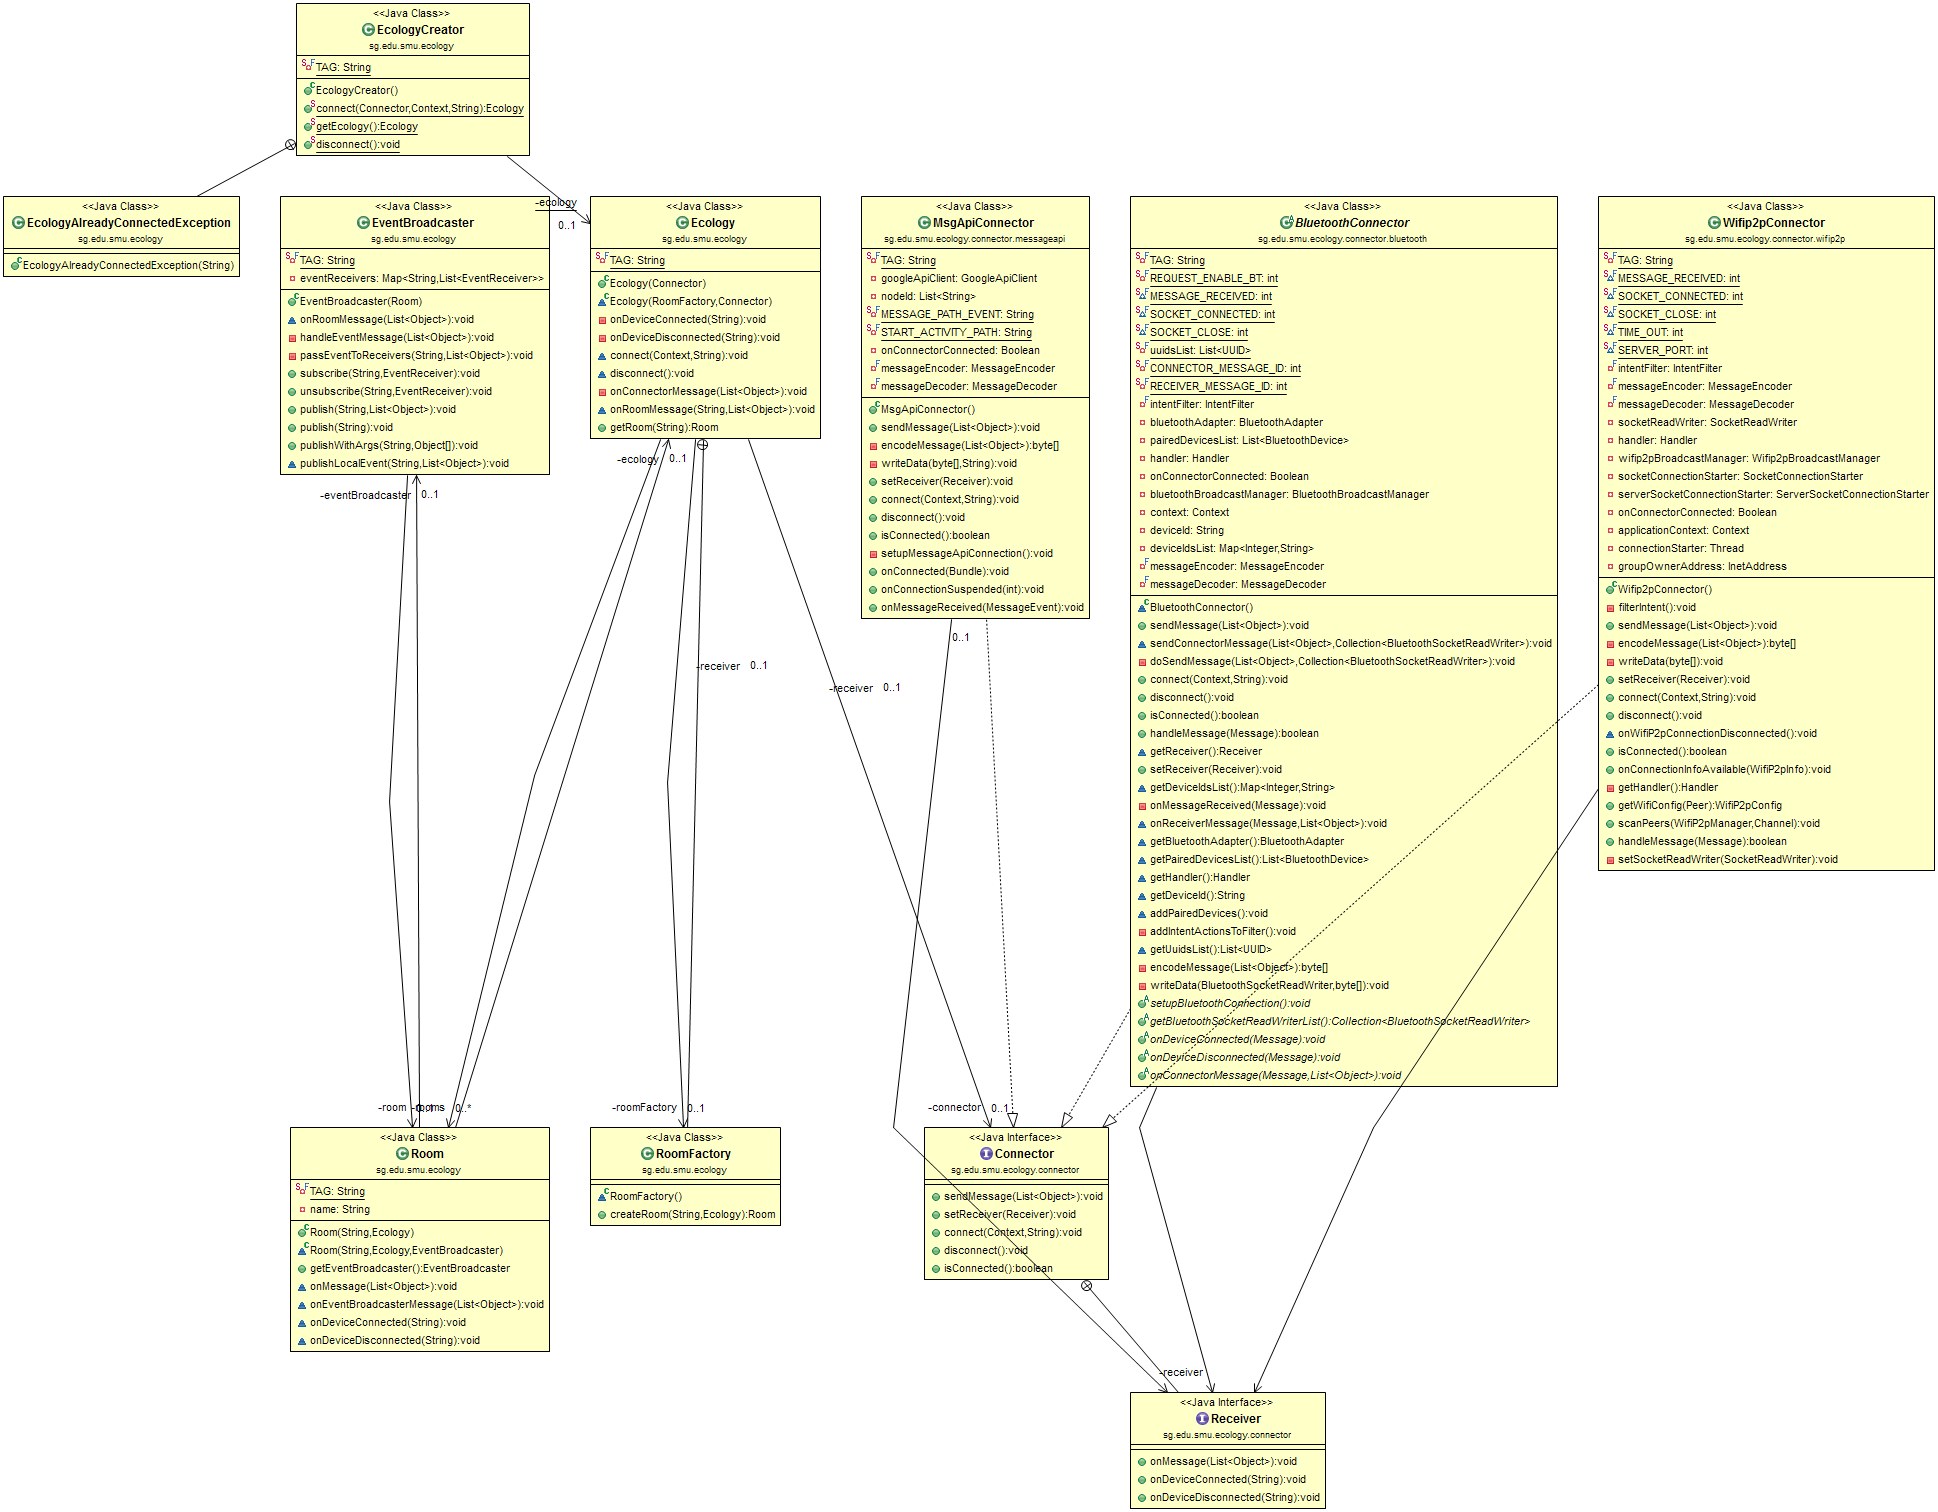 <<Java Class>>
EcologyCreator
sg.edu.smu.ecology
TAG: String
EcologyCreator()
connect(Connector,Context,String):Ecology
getEcology():Ecology
disconnect():void
<<Java Class>>
EcologyAlreadyConnectedException
sg.edu.smu.ecology
EcologyAlreadyConnectedException(String)
<<Java Class>>
EventBroadcaster
sg.edu.smu.ecology
TAG: String
eventReceivers: Map<String,List<EventReceiver>>
EventBroadcaster(Room)
onRoomMessage(List<Object>):void
handleEventMessage(List<Object>):void
passEventToReceivers(String,List<Object>):void
subscribe(String,EventReceiver):void
unsubscribe(String,EventReceiver):void
publish(String,List<Object>):void
publish(String):void
publishWithArgs(String,Object[]):void
publishLocalEvent(String,List<Object>):void
-ecology
0..1
<<Java Class>>
Ecology
sg.edu.smu.ecology
TAG: String
Ecology(Connector)
Ecology(RoomFactory,Connector)
onDeviceConnected(String):void
onDeviceDisconnected(String):void
connect(Context,String):void
disconnect():void
onConnectorMessage(List<Object>):void
onRoomMessage(String,List<Object>):void
getRoom(String):Room
<<Java Class>>
MsgApiConnector
sg.edu.smu.ecology.connector.messageapi
TAG: String
googleApiClient: GoogleApiClient
nodeId: List<String>
MESSAGE_PATH_EVENT: String
START_ACTIVITY_PATH: String
onConnectorConnected: Boolean
messageEncoder: MessageEncoder
messageDecoder: MessageDecoder
MsgApiConnector()
sendMessage(List<Object>):void
encodeMessage(List<Object>):byte[]
writeData(byte[],String):void
setReceiver(Receiver):void
connect(Context,String):void
disconnect():void
isConnected():boolean
setupMessageApiConnection():void
onConnected(Bundle):void
onConnectionSuspended(int):void
onMessageReceived(MessageEvent):void
<<Java Class>>
BluetoothConnector
sg.edu.smu.ecology.connector.bluetooth
TAG: String
REQUEST_ENABLE_BT: int
MESSAGE_RECEIVED: int
SOCKET_CONNECTED: int
SOCKET_CLOSE: int
uuidsList: List<UUID>
CONNECTOR_MESSAGE_ID: int
RECEIVER_MESSAGE_ID: int
intentFilter: IntentFilter
bluetoothAdapter: BluetoothAdapter
pairedDevicesList: List<BluetoothDevice>
handler: Handler
onConnectorConnected: Boolean
bluetoothBroadcastManager: BluetoothBroadcastManager
context: Context
deviceId: String
deviceIdsList: Map<Integer,String>
messageEncoder: MessageEncoder
messageDecoder: MessageDecoder
BluetoothConnector()
sendMessage(List<Object>):void
sendConnectorMessage(List<Object>,Collection<BluetoothSocketReadWriter>):void
doSendMessage(List<Object>,Collection<BluetoothSocketReadWriter>):void
connect(Context,String):void
disconnect():void
isConnected():boolean
handleMessage(Message):boolean
getReceiver():Receiver
setReceiver(Receiver):void
getDeviceIdsList():Map<Integer,String>
onMessageReceived(Message):void
onReceiverMessage(Message,List<Object>):void
getBluetoothAdapter():BluetoothAdapter
getPairedDevicesList():List<BluetoothDevice>
getHandler():Handler
getDeviceId():String
addPairedDevices():void
addIntentActionsToFilter():void
getUuidsList():List<UUID>
encodeMessage(List<Object>):byte[]
writeData(BluetoothSocketReadWriter,byte[]):void
setupBluetoothConnection():void
getBluetoothSocketReadWriterList():Collection<BluetoothSocketReadWriter>
onDeviceConnected(Message):void
onDeviceDisconnected(Message):void
onConnectorMessage(Message,List<Object>):void
<<Java Class>>
Wifip2pConnector
sg.edu.smu.ecology.connector.wifip2p
TAG: String
MESSAGE_RECEIVED: int
SOCKET_CONNECTED: int
SOCKET_CLOSE: int
TIME_OUT: int
SERVER_PORT: int
intentFilter: IntentFilter
messageEncoder: MessageEncoder
messageDecoder: MessageDecoder
socketReadWriter: SocketReadWriter
handler: Handler
wifip2pBroadcastManager: Wifip2pBroadcastManager
socketConnectionStarter: SocketConnectionStarter
serverSocketConnectionStarter: ServerSocketConnectionStarter
onConnectorConnected: Boolean
applicationContext: Context
connectionStarter: Thread
groupOwnerAddress: InetAddress
Wifip2pConnector()
filterIntent():void
sendMessage(List<Object>):void
encodeMessage(List<Object>):byte[]
writeData(byte[]):void
setReceiver(Receiver):void
connect(Context,String):void
disconnect():void
onWifiP2pConnectionDisconnected():void
isConnected():boolean
onConnectionInfoAvailable(WifiP2pInfo):void
getHandler():Handler
getWifiConfig(Peer):WifiP2pConfig
scanPeers(WifiP2pManager,Channel):void
handleMessage(Message):boolean
setSocketReadWriter(SocketReadWriter):void
-ecology 0..1
-eventBroadcaster 0..1
0..1
-receiver 0..1
-receiver 0..1
-room
0..1
-rooms
0..*
-roomFactory 0..1
-connector 0..1
<<Java Class>>
Room
sg.edu.smu.ecology
TAG: String
name: String
Room(String,Ecology)
Room(String,Ecology,EventBroadcaster)
getEventBroadcaster():EventBroadcaster
onMessage(List<Object>):void
onEventBroadcasterMessage(List<Object>):void
onDeviceConnected(String):void
onDeviceDisconnected(String):void
<<Java Class>>
RoomFactory
sg.edu.smu.ecology
RoomFactory()
createRoom(String,Ecology):Room
<<Java Interface>>
Connector
sg.edu.smu.ecology.connector
sendMessage(List<Object>):void
setReceiver(Receiver):void
connect(Context,String):void
disconnect():void
isConnected():boolean
-receiver
<<Java Interface>>
Receiver
sg.edu.smu.ecology.connector
onMessage(List<Object>):void
onDeviceConnected(String):void
onDeviceDisconnected(String):void